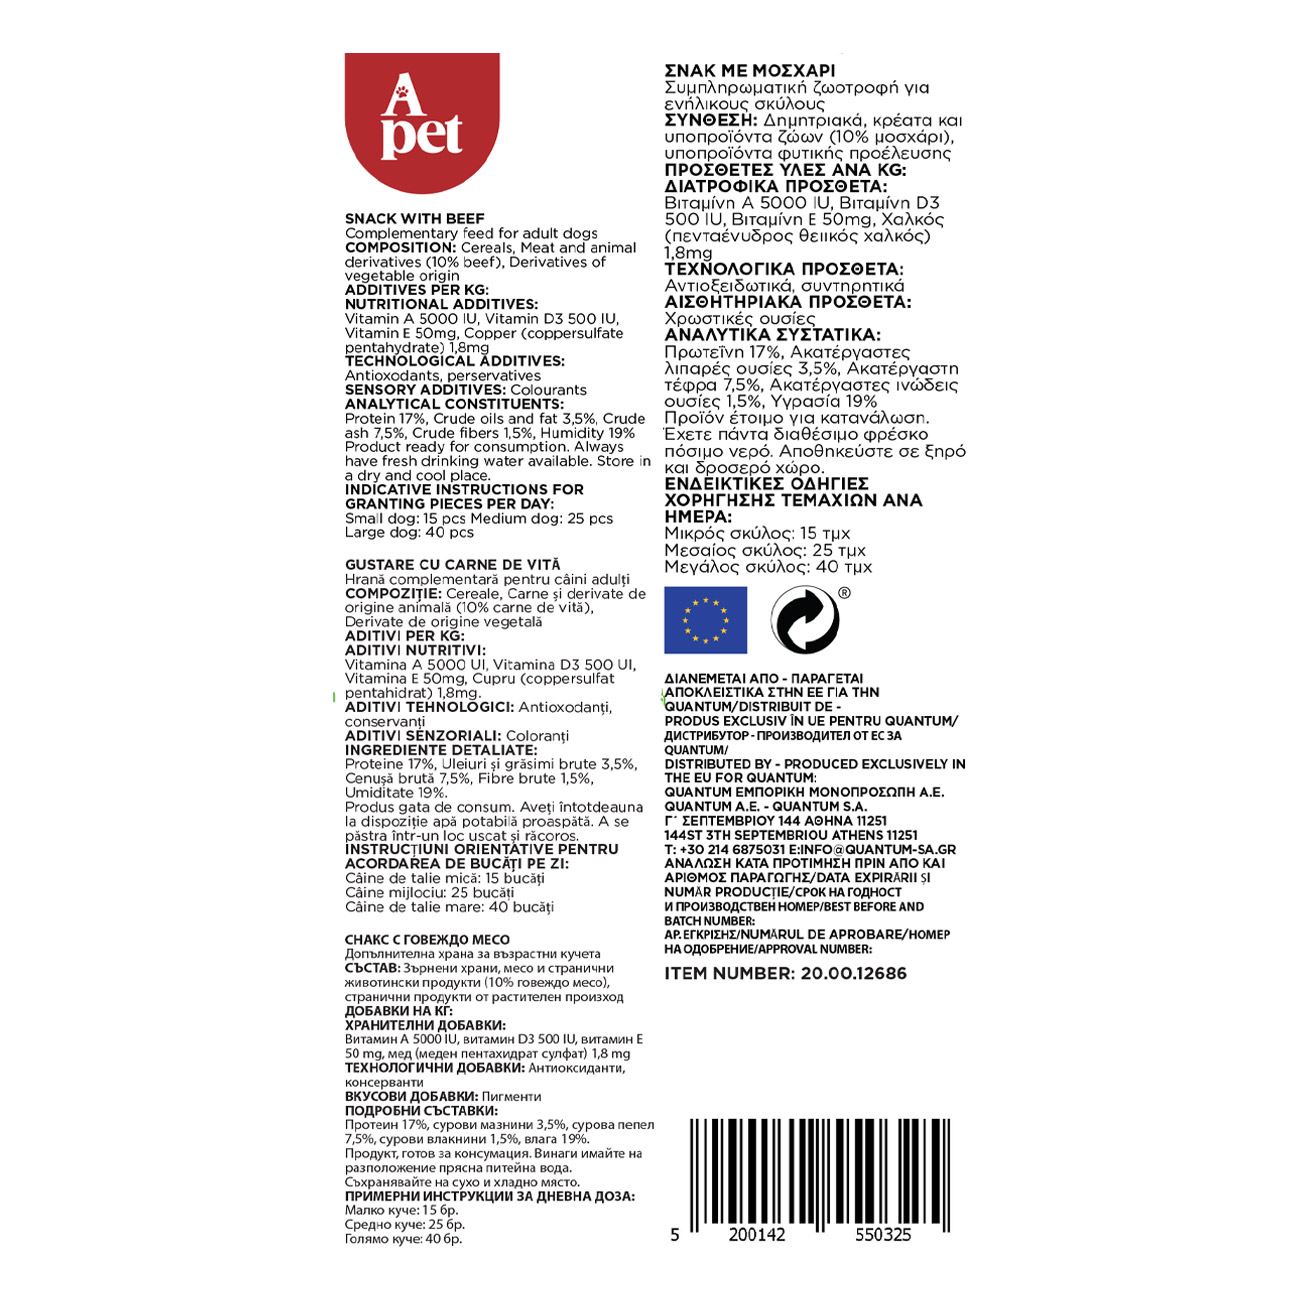 A
pet
SNACK WITH BEEF
Complementary feed for adult dogs
COMPOSITION: Cereals, Meat and animal
derivatives (10% beef), Derivatives of
vegetable origin
ADDITIVES PER KG:
NUTRITIONAL ADDITIVES:
Vitamin A 5000 IU, Vitamin D3 500 IU,
Vitamin E 50mg, Copper (coppersulfate
pentahydrate) 1,8mg
TECHNOLOGICAL ADDITIVES:
Antioxodants, perservatives
SENSORY ADDITIVES: Colourants
ANALYTICAL CONSTITUENTS:
Protein 17%, Crude oils and fat 3,5%, Crude
ash 7,5%, Crude fibers 1,5%, Humidity 19%
Product ready for consumption. Always
have fresh drinking water available. Store in
a dry and cool place.
INDICATIVE INSTRUCTIONS FOR
GRANTING PIECES PER DAY:
Small dog: 15 pcs Medium dog: 25 pcs
Large dog: 40 pcs
GUSTARE CU CARNE DE VITĂ
Hrană complementară pentru câini adulți
COMPOZIȚIE: Cereale, Carne și derivate de
origine animală (10% carne de vită),
Derivate de origine vegetală
ADITIVI PER KG:
ADITIVI NUTRITIVI:
Vitamina A 5000 UI, Vitamina D3 500 UI,
Vitamina E 50mg, Cupru (coppersulfat
pentahidrat) 1,8mg.
ADITIVI TEHNOLOGICI: Antioxodanți,
conservanți
ADITIVI SENZORIALI: Coloranți
INGREDIENTE DETALIATE:
Proteine 17%, Uleiuri și grăsimi brute 3,5%,
Cenușă brută 7,5%, Fibre brute 1,5%,
Umiditate 19%.
Produs gata de consum. Aveți întotdeauna
la dispoziție apă potabilă proaspătă. A se
păstra într-un loc uscat și răcoros.
INSTRUCȚIUNI ORIENTATIVE PENTRU
ACORDAREA DE BUCĂȚI PE ZI:
Câine de talie mică: 15 bucăți
Câine mijlociu: 25 bucăți
Câine de talie mare: 40 bucăți
СНАКС С ГОВЕЖДО МЕСО
Допълнителна храна за възрастни кучета
СЪСТАВ: Зърнени храни, месо и странични
животински продукти (10% говеждо месо),
странични продукти от растителен произход
ДОБАВКИ НА КГ:
ХРАНИТЕЛНИ ДОБАВКИ:
Витамин А 5000 IU, витамин D3 500 IU, витамин Е
50 mg, мед (меден пентахидрат сулфат) 1,8 mg
ТЕХНОЛОГИЧНИ ДОБАВКИ: Антиоксиданти,
консерванти
ВКУСОВИ ДОБАВКИ: Пигменти
ПОДРОБНИ СЪСТАВКИ:
Протеин 17%, сурови мазнини 3,5%, сурова пепел
7,5%, сурови влакнини 1,5%, влага 19%.
Продукт, готов за консумация. Винаги имайте на
разположение прясна питейна вода.
Съхранявайте на сухо и хладно място.
ПРИМЕРНИ ИНСТРУКЦИИ ЗА ДНЕВНА ДОЗА:
Малко куче: 15 бр.
Средно куче: 25 бр.
Голямо куче: 40 бр.
ΣΝΑΚ ΜΕ ΜΟΣΧΑΡΙ
Συμπληρωματική ζωοτροφή για
ενήλικους σκύλους
ΣΥΝΘΕΣΗ: Δημητριακά, κρέατα και
υποπροϊόντα ζώων (10% μοσχάρι),
υποπροϊόντα φυτικής προέλευσης
ΠΡΟΣΘΕΤΕΣ ΥΛΕΣ ΑΝΑ KG:
ΔΙΑΤΡΟΦΙΚΑ ΠΡΟΣΘΕΤΑ:
Βιταμίνη Α 5000 IU, Βιταμίνη D3
500 IU, Βιταμίνη Ε 50mg, Χαλκός
(πενταένυδρος θειικός χαλκός)
1,8mg
ΤΕΧΝΟΛΟΓΙΚΑ ΠΡΟΣΘΕΤΑ:
Αντιοξειδωτικά, συντηρητικά
ΑΙΣΘΗΤΗΡΙΑΚΑ ΠΡΟΣΘΕΤΑ:
Χρωστικές ουσίες
ΑΝΑΛΥΤΙΚΑ ΣΥΣΤΑΤΙΚΑ:
Πρωτεΐνη 17%, Ακατέργαστες
λιπαρές ουσίες 3,5%, Ακατέργαστη
τέφρα 7,5%, Ακατέργαστες ινώδεις
ουσίες 1,5%, Υγρασία 19%
Προϊόν έτοιμο για κατανάλωση.
Έχετε πάντα διαθέσιμο φρέσκο
πόσιμο νερό. Αποθηκεύστε σε ξηρό
και δροσερό χώρο.
ΕΝΔΕΙΚΤΙΚΕΣ ΟΔΗΓΙΕΣ
ΧΟΡΗΓΗΣΗΣ ΤΕΜΑΧΙΩΝ ΑΝΑ
ΗΜΕΡΑ:
Μικρός σκύλος: 15 τμχ
Μεσαίος σκύλος: 25 τμχ
Μεγάλος σκύλος: 40 τμχ
®
ΔΙΑΝΕΜΕΤΑΙ ΑΠΟ - ΠΑΡΑΓΕΤΑΙ
ΑΠΟΚΛΕΙΣΤΙΚΑ ΣΤΗΝ ΕΕ ΓΙΑ ΤΗΝ
QUANTUM/DISTRIBUIT DE -
PRODUS EXCLUSIV ÎN UE PENTRU QUANTUM/
ДИСТРИБУТОР - ПРОИЗВОДИТЕЛ ОТ ЕС ЗА
QUANTUM/
DISTRIBUTED BY - PRODUCED EXCLUSIVELY IN
THE EU FOR QUANTUM:
QUANTUM ΕΜΠΟΡΙΚΗ ΜΟΝΟΠΡΟΣΩΠΗ Α.Ε.
QUANTUM A.E. - QUANTUM S.A.
Γ΄ ΣΕΠΤΕΜΒΡΙΟΥ 144 ΑΘΗΝΑ 11251
144ST 3TH SEPTEMBRIOU ATHENS 11251
T: +30 214 6875031 E:INFO@QUANTUM-SA.GR
ΑΝΑΛΩΣΗ ΚΑΤΑ ΠΡΟΤΙΜΗΣΗ ΠΡΙΝ ΑΠΟ ΚΑΙ
ΑΡΙΘΜΟΣ ΠΑΡΑΓΩΓΗΣ/DATA EXPIRĂRII ȘI
NUMĂR PRODUCȚIE/СРОК НА ГОДНОСТ
И ПРОИЗВОДСТВЕН НОМЕР/BEST BEFORE AND
BATCH NUMBER:
ΑΡ. ΕΓΚΡΙΣΗΣ/NUMĂRUL DE APROBARE/НОМЕР
НА ОДОБРЕНИЕ/APPROVAL NUMBER:
ITEM NUMBER: 20.00.12686
5 200142 550325